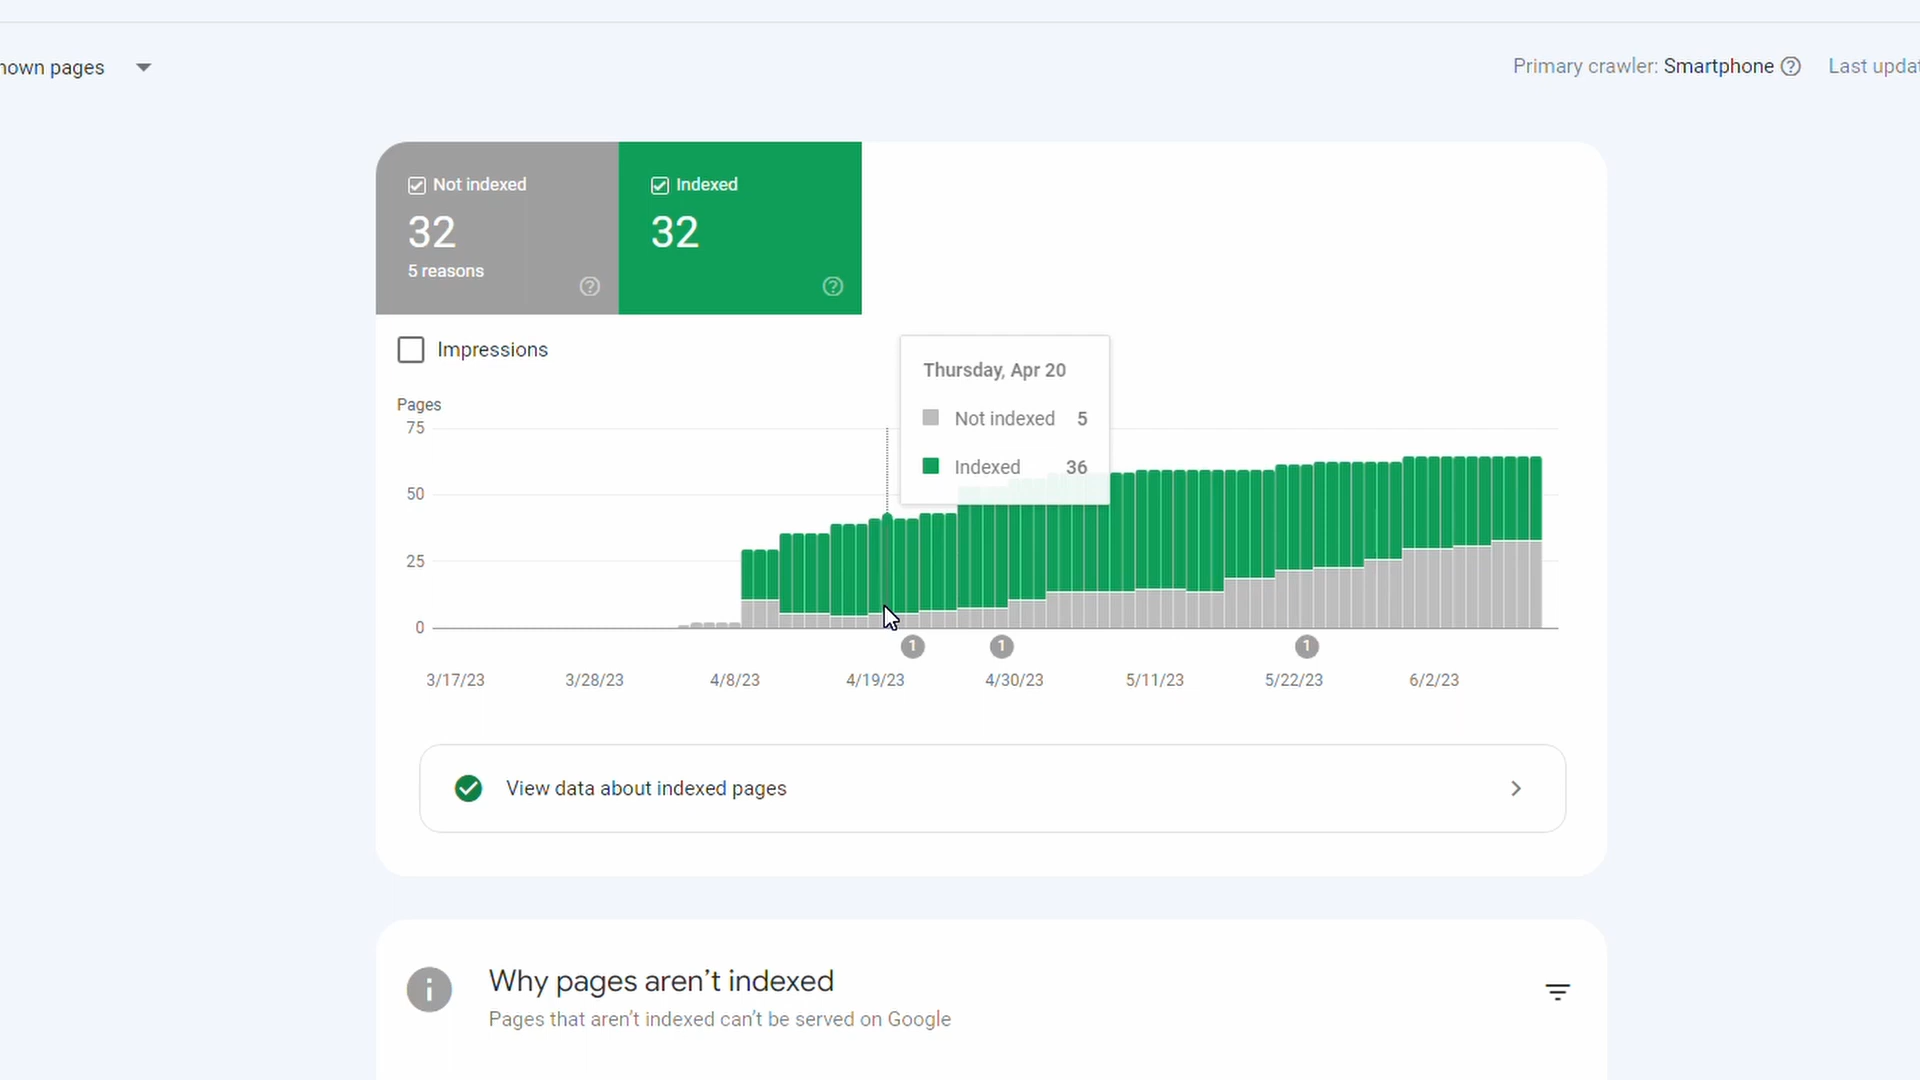 nown pages
Primary crawler: Smartphone
Last updat
Not indexed
32
5 reasons
Indexed
32
Impressions
Thursday, Apr 20
Not indexed 5
Indexed 36
Pages
75
50
25
0
1 1 1
3/17/23 3/28/23 4/8/23 4/19/23 4/30/23 5/11/23 5/22/23 6/2/23
View data about indexed pages
Why pages aren’t indexed
Pages that aren’t indexed can’t be served on Google